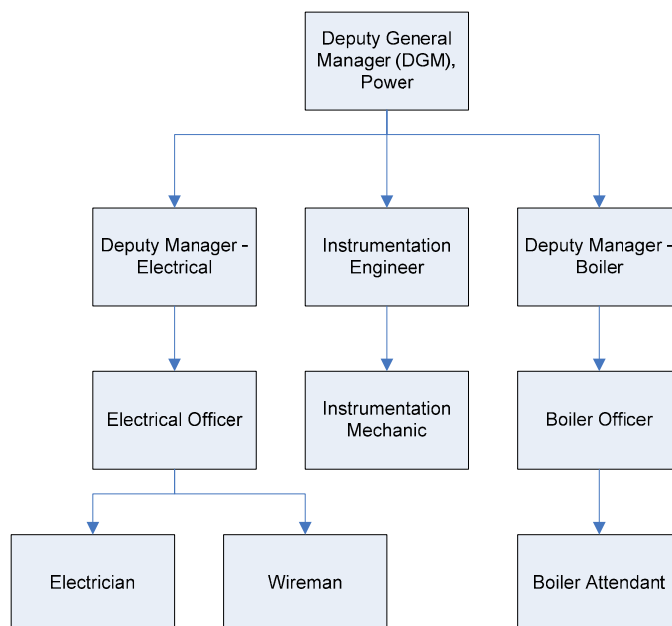 Deputy General
Manager (DGM),
Power
Deputy Manager -
Electrical
Instrumentation
Engineer
Deputy Manager -
Boiler
Electrical Officer
Instrumentation
Mechanic
Boiler Officer
Electrician
Wireman
Boiler Attendant